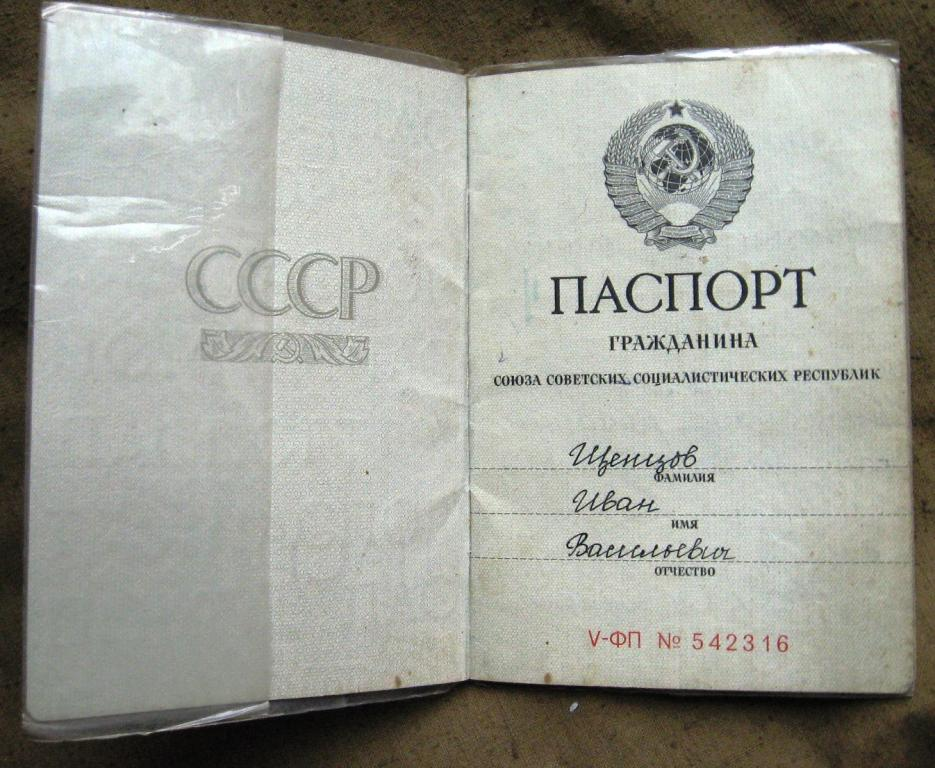 СССР
ПАСПОРТ
ГРАЖДАНИНА
СОЮЗА СОВЕТСКИХ СОЦИАЛИСТИЧЕСКИХ РЕСПУБЛИК
Щенцов
ФАМИЛИЯ
Иван
ИМЯ
Васильевич
ОТЧЕСТВО
V-ФП № 542316